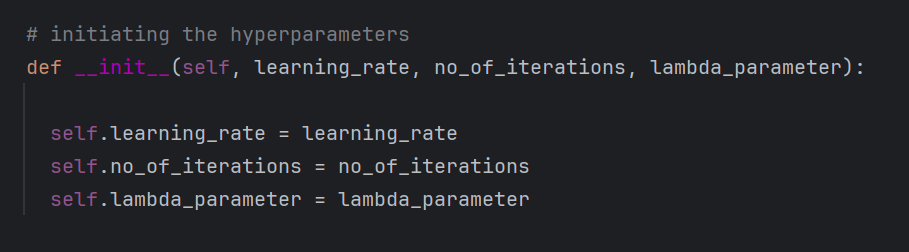 # initiating the hyperparameters
def __init__(self, learning_rate, no_of_iterations, lambda_parameter):
self.learning_rate = learning_rate
self.no_of_iterations = no_of_iterations
self.lambda_parameter = lambda_parameter